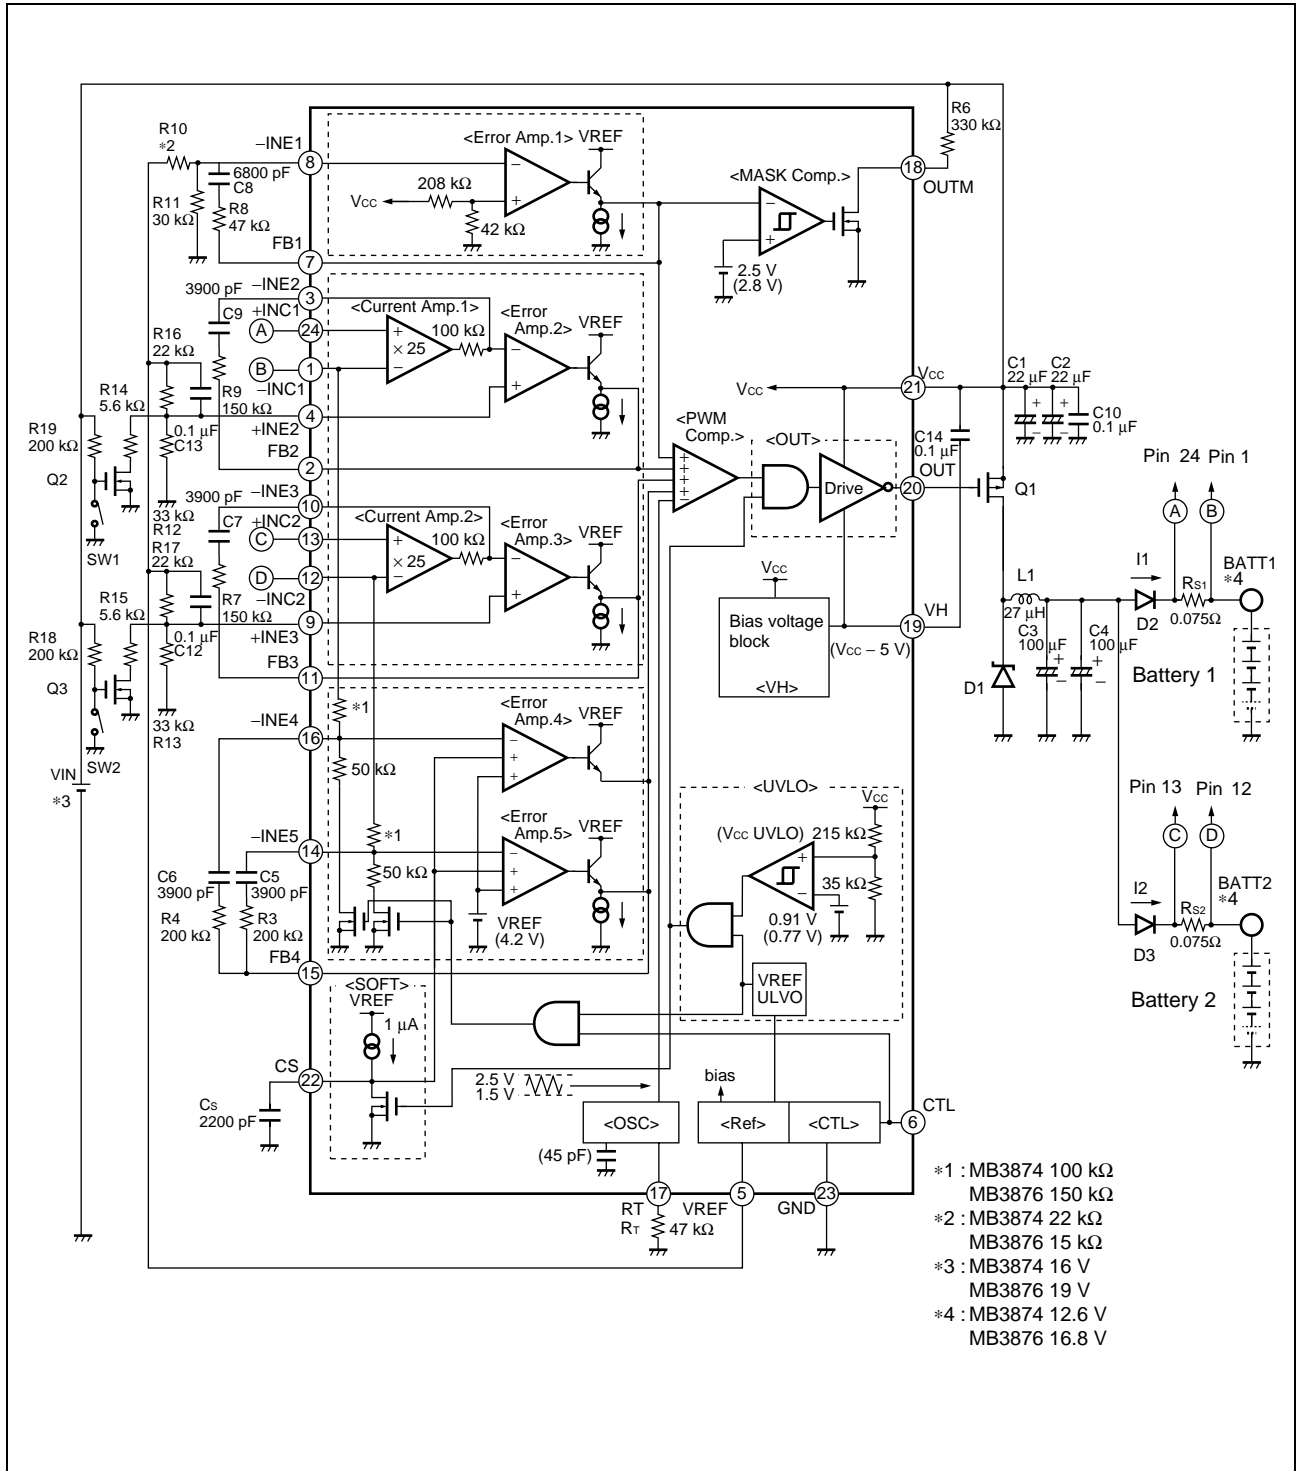 R6
330 kΩ
R10
*2
−INE1
8
6800 pF
C8
R11
30 kΩ
R8
47 kΩ
FB1
7
<Error Amp.1>
VREF
208 kΩ
VCC
42 kΩ
−
+
<MASK Comp.>
−
+
2.5 V
(2.8 V)
18
OUTM
3900 pF
−INE2
3
C9
+INC1
A
24
R16
22 kΩ
B
1
−INC1
R14
5.6 kΩ
R9
150 kΩ
4
+INE2
R19
200 kΩ
0.1 µF
C13
FB2
2
Q2
33 kΩ
R12
SW1
<Current Amp.1>
100 kΩ
+
× 25
−
<Error
Amp.2>
VREF
−
+
3900 pF
−INE3
10
C7
+INC2
C
13
R17
22 kΩ
D
12
−INC2
R15
5.6 kΩ
R7
150 kΩ
9
+INE3
R18
200 kΩ
0.1 µF
C12
FB3
11
Q3
33 kΩ
R13
SW2
<Current Amp.2>
100 kΩ
+
× 25
−
<Error
Amp.3>
VREF
−
+
VCC
21
VCC
<PWM
Comp.>
+
+
+
+
−
<OUT>
Drive
C14
0.1 µF
OUT
20
Q1
C1
22 µF
C2
22 µF
+
−
+
−
C10
0.1 µF
Pin 24
Pin 1
A
B
VCC
Bias voltage
block
<VH>
VH
19
(VCC − 5 V)
L1
27 µH
C3
100 µF
C4
100 µF
+
−
+
−
D1
I1
D2
RS1
0.075Ω
BATT1
*4
Battery 1
VIN
*3
−INE4
16
*1
50 kΩ
<Error
Amp.4>
VREF
−
+
+
−INE5
14
*1
50 kΩ
<Error
Amp.5>
VREF
−
+
+
VREF
(4.2 V)
C6
3900 pF
C5
3900 pF
R4
200 kΩ
R3
200 kΩ
FB4
15
<UVLO>
VCC
(VCC UVLO)
215 kΩ
+
−
35 kΩ
0.91 V
(0.77 V)
VREF
ULVO
Pin 13
Pin 12
C
D
I2
D3
RS2
0.075Ω
BATT2
*4
Battery 2
<SOFT>
VREF
1 µA
CS
22
CS
2200 pF
2.5 V
1.5 V
bias
<OSC>
(45 pF)
<Ref>
<CTL>
CTL
6
17
RT
RT
47 kΩ
5
VREF
23
GND
*1 : MB3874 100 kΩ
MB3876 150 kΩ
*2 : MB3874 22 kΩ
MB3876 15 kΩ
*3 : MB3874 16 V
MB3876 19 V
*4 : MB3874 12.6 V
MB3876 16.8 V